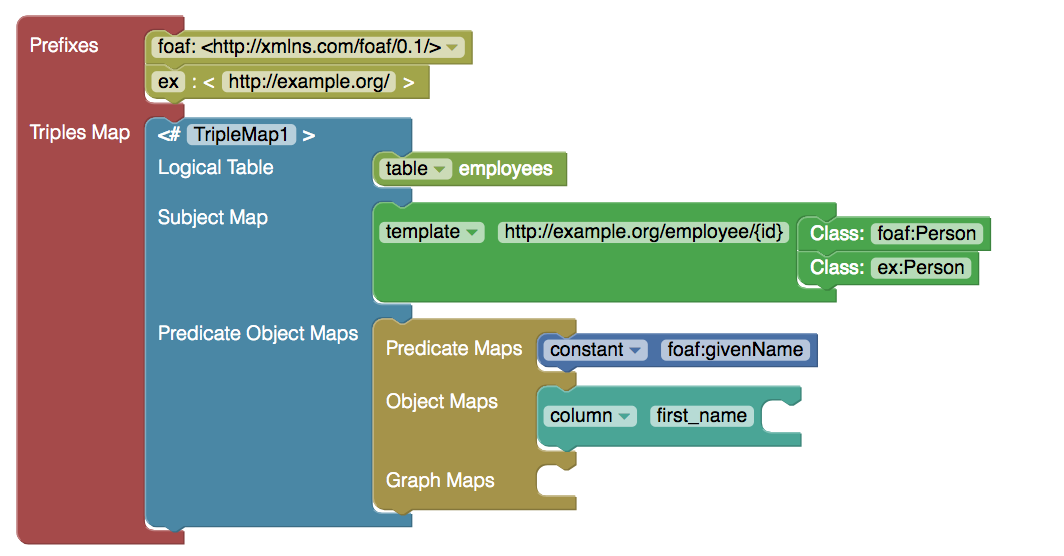 Prefixes
foaf: <http://xmlns.com/foaf/0.1/>
ex : < http://example.org/ >
Triples Map
<# TripleMap1 >
Logical Table
table employees
Subject Map
template http://example.org/employee/{id} Class: foaf:Person
Class: ex:Person
Predicate Object Maps
Predicate Maps constant foaf:givenName
Object Maps
column first_name
Graph Maps